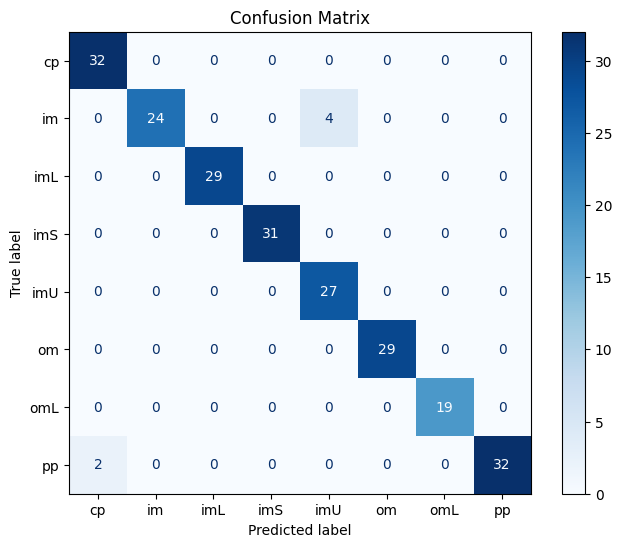 Confusion Matrix
True label
cp 32 0 0 0 0 0 0 0
im 0 24 0 0 4 0 0 0
imL 0 0 29 0 0 0 0 0
imS 0 0 0 31 0 0 0 0
imU 0 0 0 0 27 0 0 0
om 0 0 0 0 0 29 0 0
omL 0 0 0 0 0 0 19 0
pp 2 0 0 0 0 0 0 32
cp im imL imS imU om omL pp
Predicted label
30
25
20
15
10
5
0